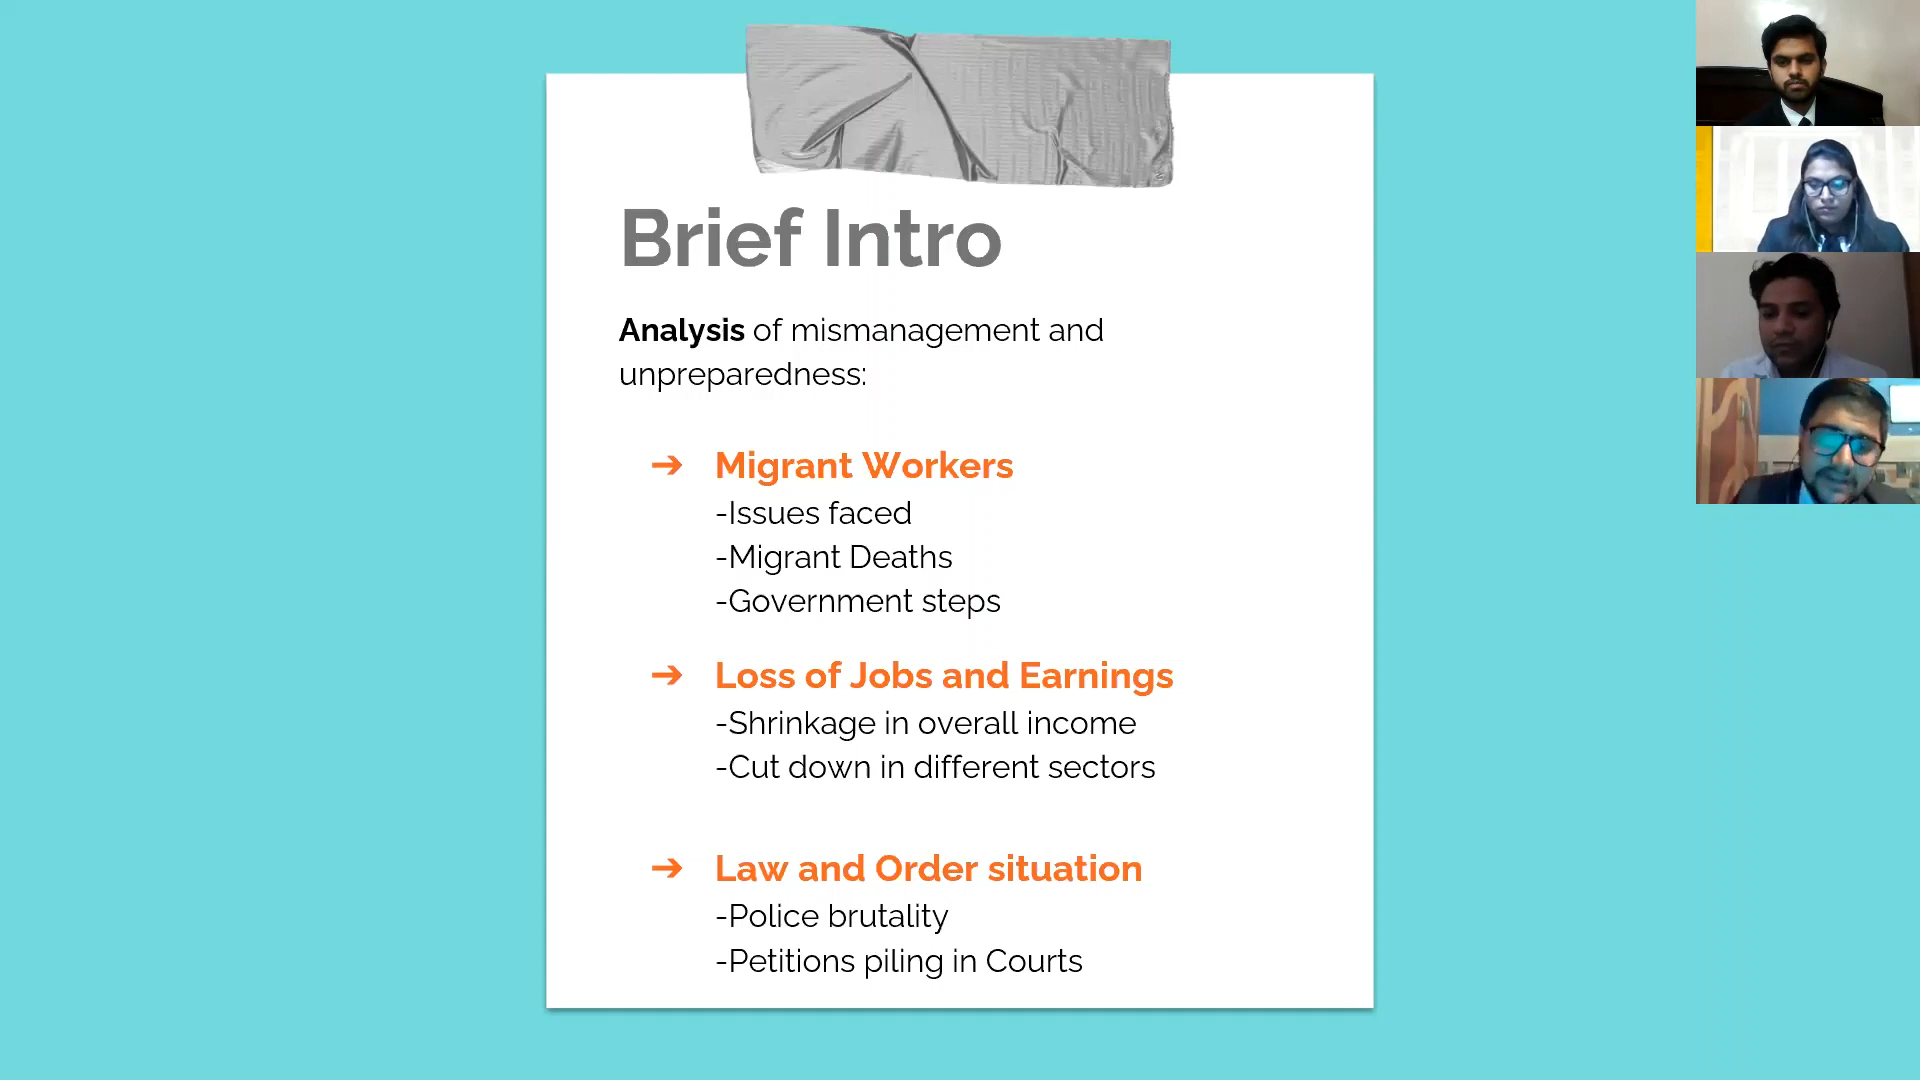 Brief Intro
Analysis of mismanagement and
unpreparedness:
➔ Migrant Workers
-Issues faced
-Migrant Deaths
-Government steps
➔ Loss of Jobs and Earnings
-Shrinkage in overall income
-Cut down in different sectors
➔ Law and Order situation
-Police brutality
-Petitions piling in Courts